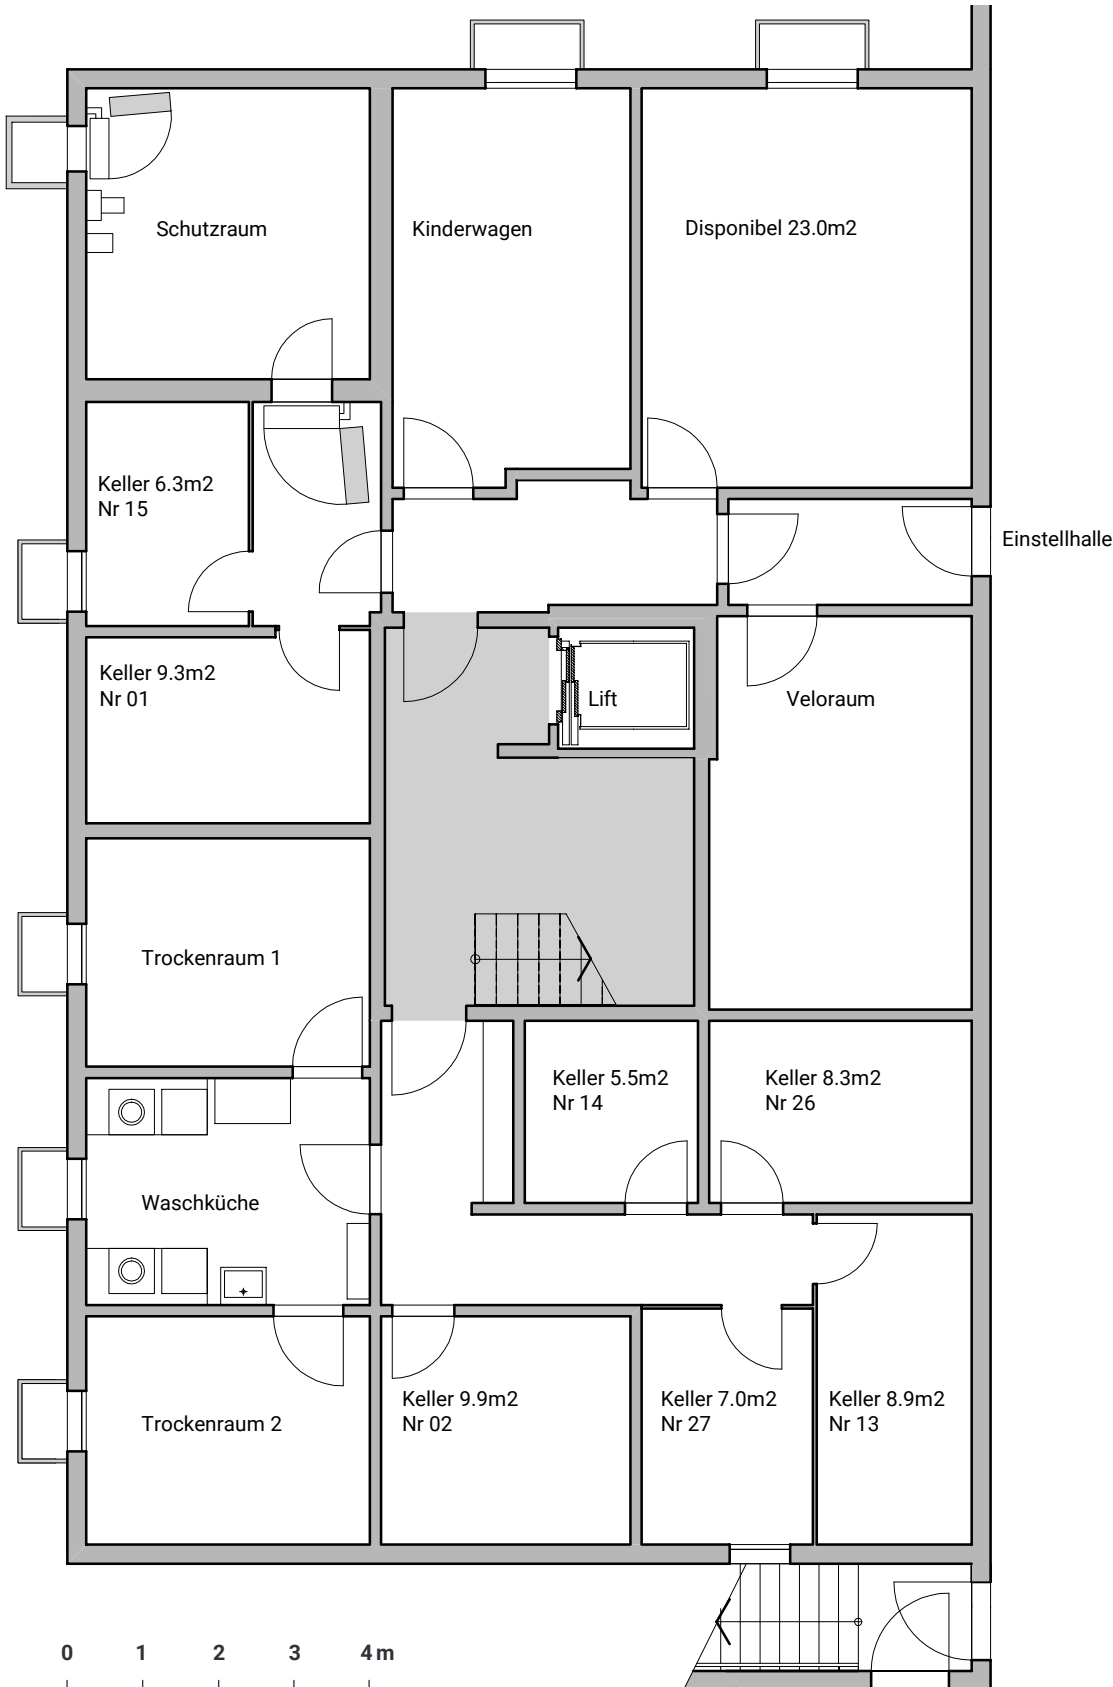 Schutzraum
Kinderwagen
Disponibel 23.0m2
Keller 6.3m2
Nr 15
Einstellhalle
Keller 9.3m2
Nr 01
Lift
Veloraum
Trockenraum 1
Keller 5.5m2
Nr 14
Keller 8.3m2
Nr 26
Waschküche
Trockenraum 2
Keller 9.9m2
Nr 02
Keller 7.0m2
Nr 27
Keller 8.9m2
Nr 13
0 1 2 3 4 m